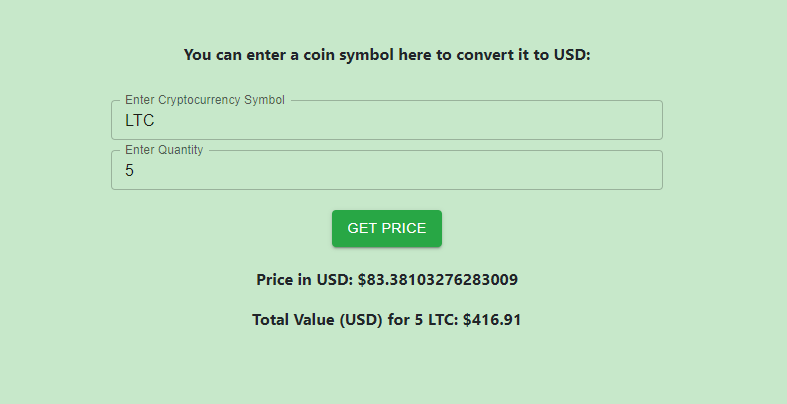 You can enter a coin symbol here to convert it to USD:
Enter Cryptocurrency Symbol
LTC
Enter Quantity
5
GET PRICE
Price in USD: $83.38103276283009
Total Value (USD) for 5 LTC: $416.91